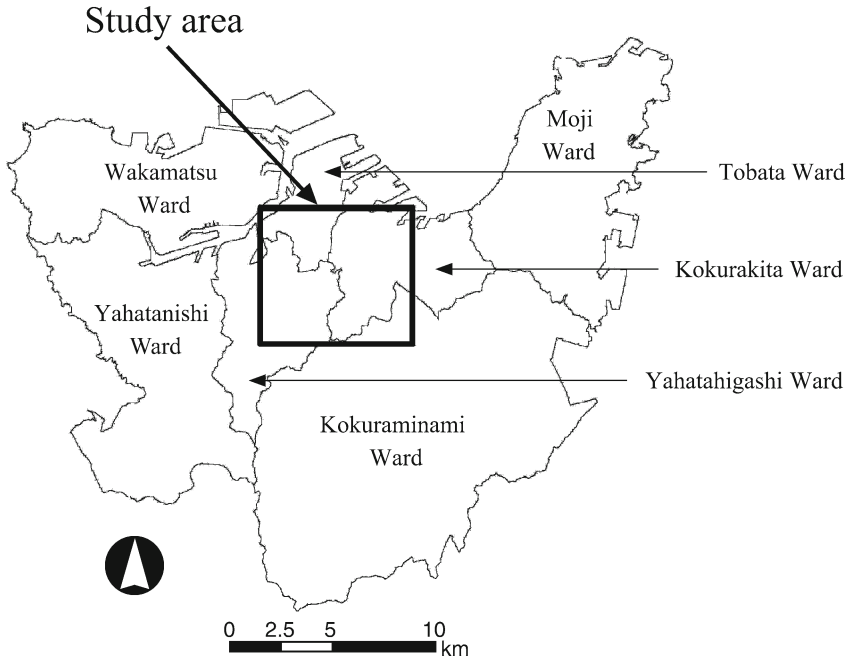 Study area
Moji
Ward
Wakamatsu
Ward
Tobata Ward
Kokurakita Ward
Yahatanishi
Ward
Yahatahigashi Ward
Kokuraminami
Ward
0 2.5 5 10
km